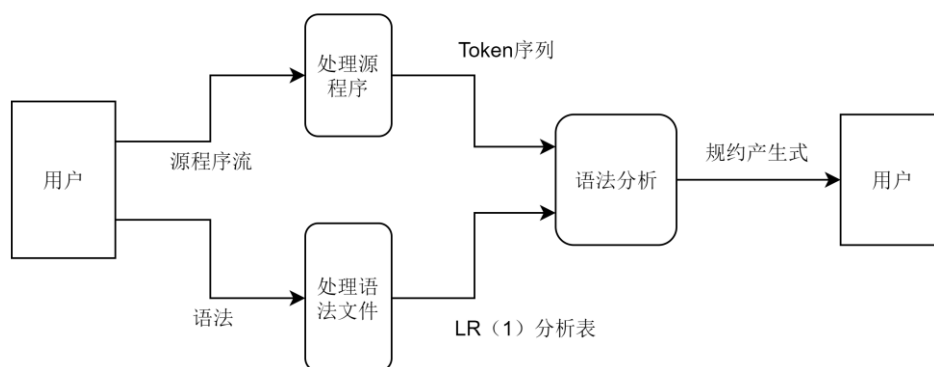 处理源
程序
Token序列
用户
源程序流
语法分析
规约产生式
用户
处理语
法文件
语法
LR（1）分析表